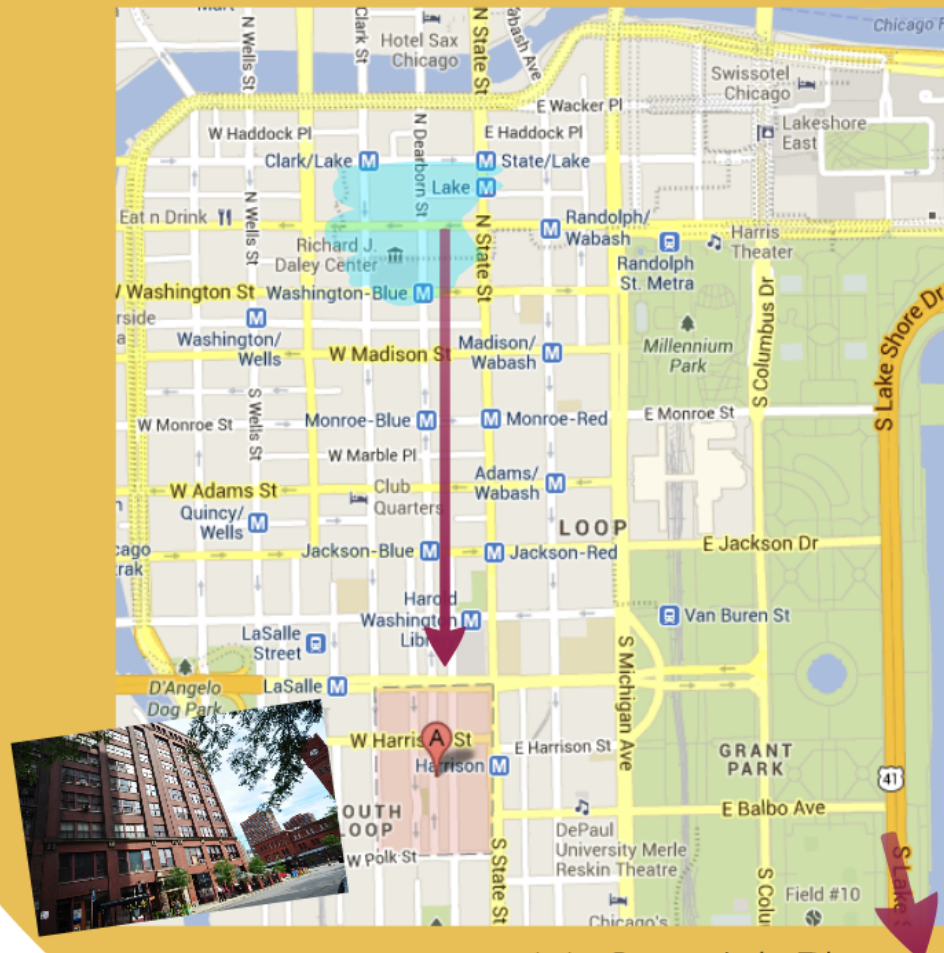 Chicago
N Wells St
Clark St
Hotel Sax
Chicago
N State St
Wabash Ave
Swissotel
Chicago
E Wacker Pl
W Haddock Pl
N Dearborn St
E Haddock Pl
Lakeshore
East
Clark/Lake M
M State/Lake
Lake M
N Wells St
Eat n Drink
N State St
M Randolph/
Wabash
Harris
Theater
Richard J.
Daley Center
Randolph
St. Metra
Washington St
Washington-Blue M
S Columbus Dr
S Lake Shore Dr
M
Washington/
Wells
W Madison St
Madison/
Wabash M
Millennium
Park
S Wells St
W Monroe St
Monroe-Blue M
M Monroe-Red
E Monroe St
W Marble Pl
W Adams St
Club
Quarters
Adams/
Wabash M
Quincy/
Wells M
LOOP
Jackson-Blue M
M Jackson-Red
E Jackson Dr
Harold
Washington M
LaSalle
Street
Van Buren St
S Michigan Ave
D'Angelo
Dog Park
LaSalle M
W Harris
A
St
E Harrison St
Harrison M
GRANT
PARK
41
OUTH
LOOP
E Balbo Ave
DePaul
University Merle
Reskin Theatre
W Polk St
S State St
S Colu
Field #10
S Lake S
Chicago's